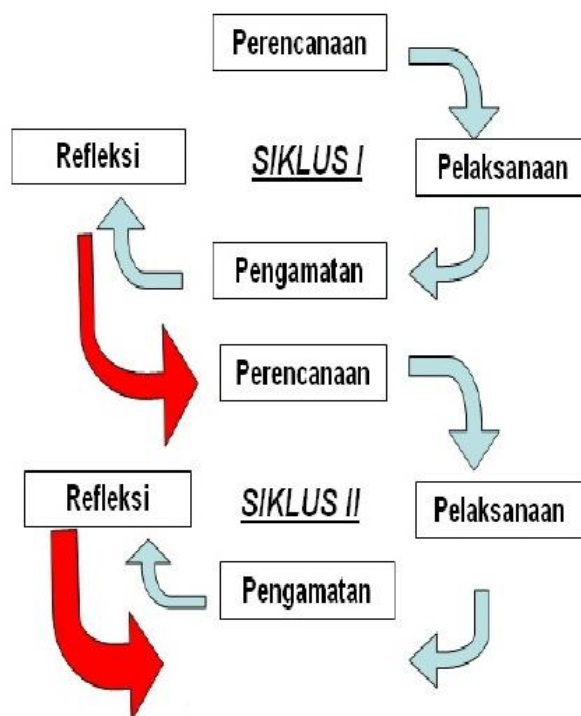 Perencanaan
Refleksi
SIKLUS I
Pelaksanaan
Pengamatan
Perencanaan
Refleksi
SIKLUS II
Pelaksanaan
Pengamatan